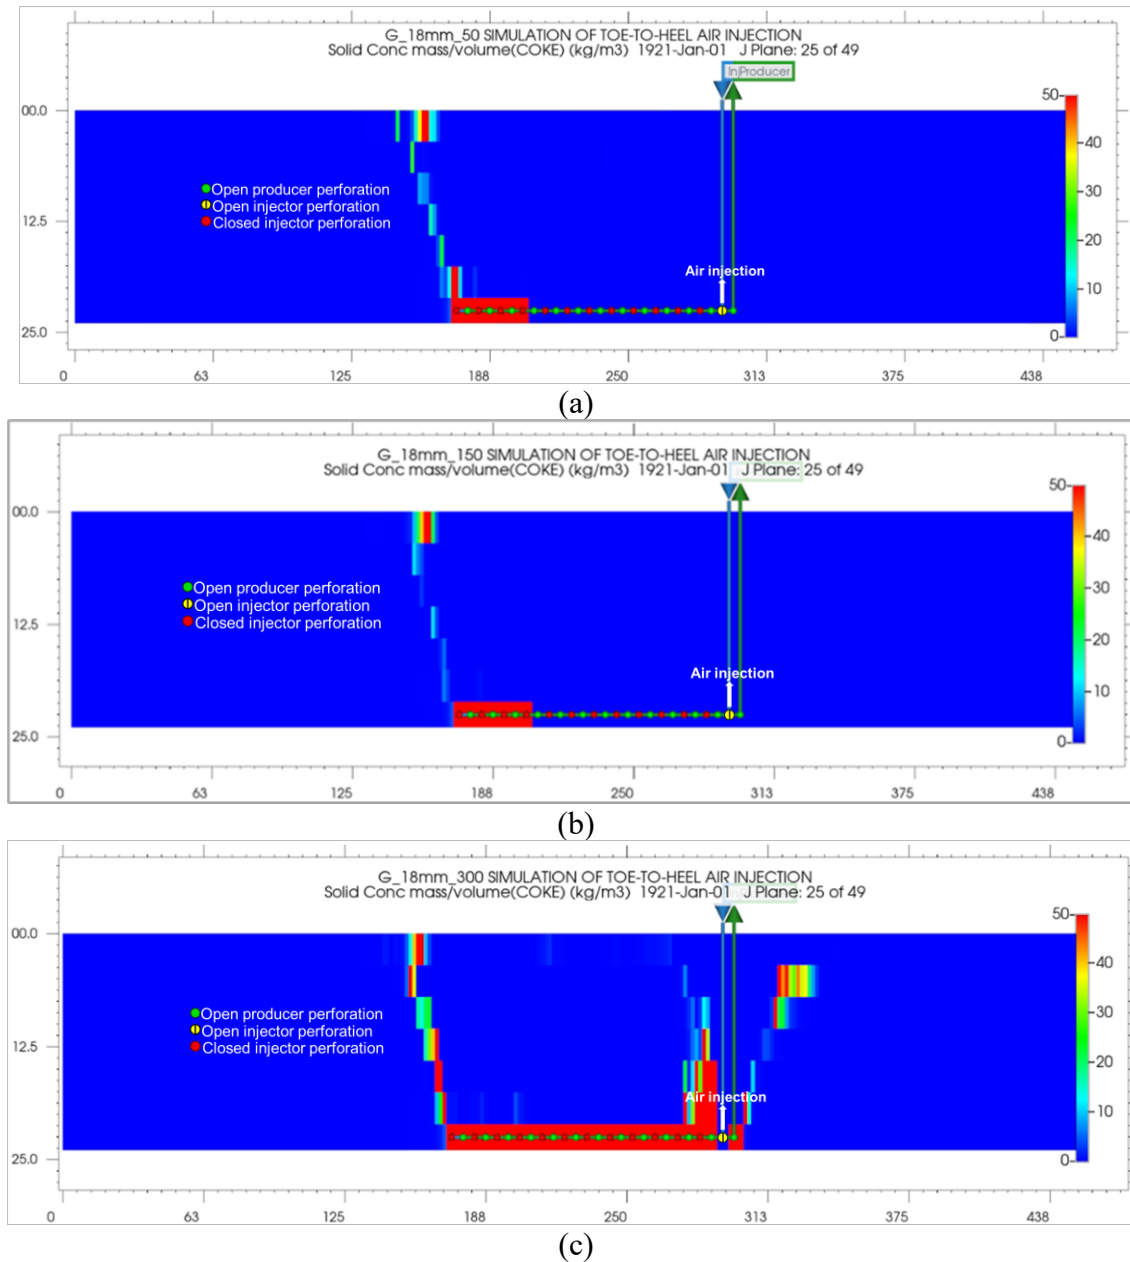 G_18mm_50 SIMULATION OF TOE-TO-HEEL AIR INJECTION
Solid Conc mass/volume(COKE) (kg/m3) 1921-Jan-01 J Plane: 25 of 49
InjProducer
00.0
12.5
25.0
Open producer perforation
Open injector perforation
Closed injector perforation
Air injection
50
40
30
20
10
0
0 63 125 188 250 313 375 438
(a)
G_18mm_150 SIMULATION OF TOE-TO-HEEL AIR INJECTION
Solid Conc mass/volume(COKE) (kg/m3) 1921-Jan-01 J Plane: 25 of 49
00.0
12.5
25.0
Open producer perforation
Open injector perforation
Closed injector perforation
Air injection
50
40
30
20
10
0
0 63 125 188 250 313 375 438
(b)
G_18mm_300 SIMULATION OF TOE-TO-HEEL AIR INJECTION
Solid Conc mass/volume(COKE) (kg/m3) 1921-Jan-01 J Plane: 25 of 49
00.0
12.5
25.0
Open producer perforation
Open injector perforation
Closed injector perforation
Air injection
50
40
30
20
10
0
0 63 125 188 250 313 375 438
(c)